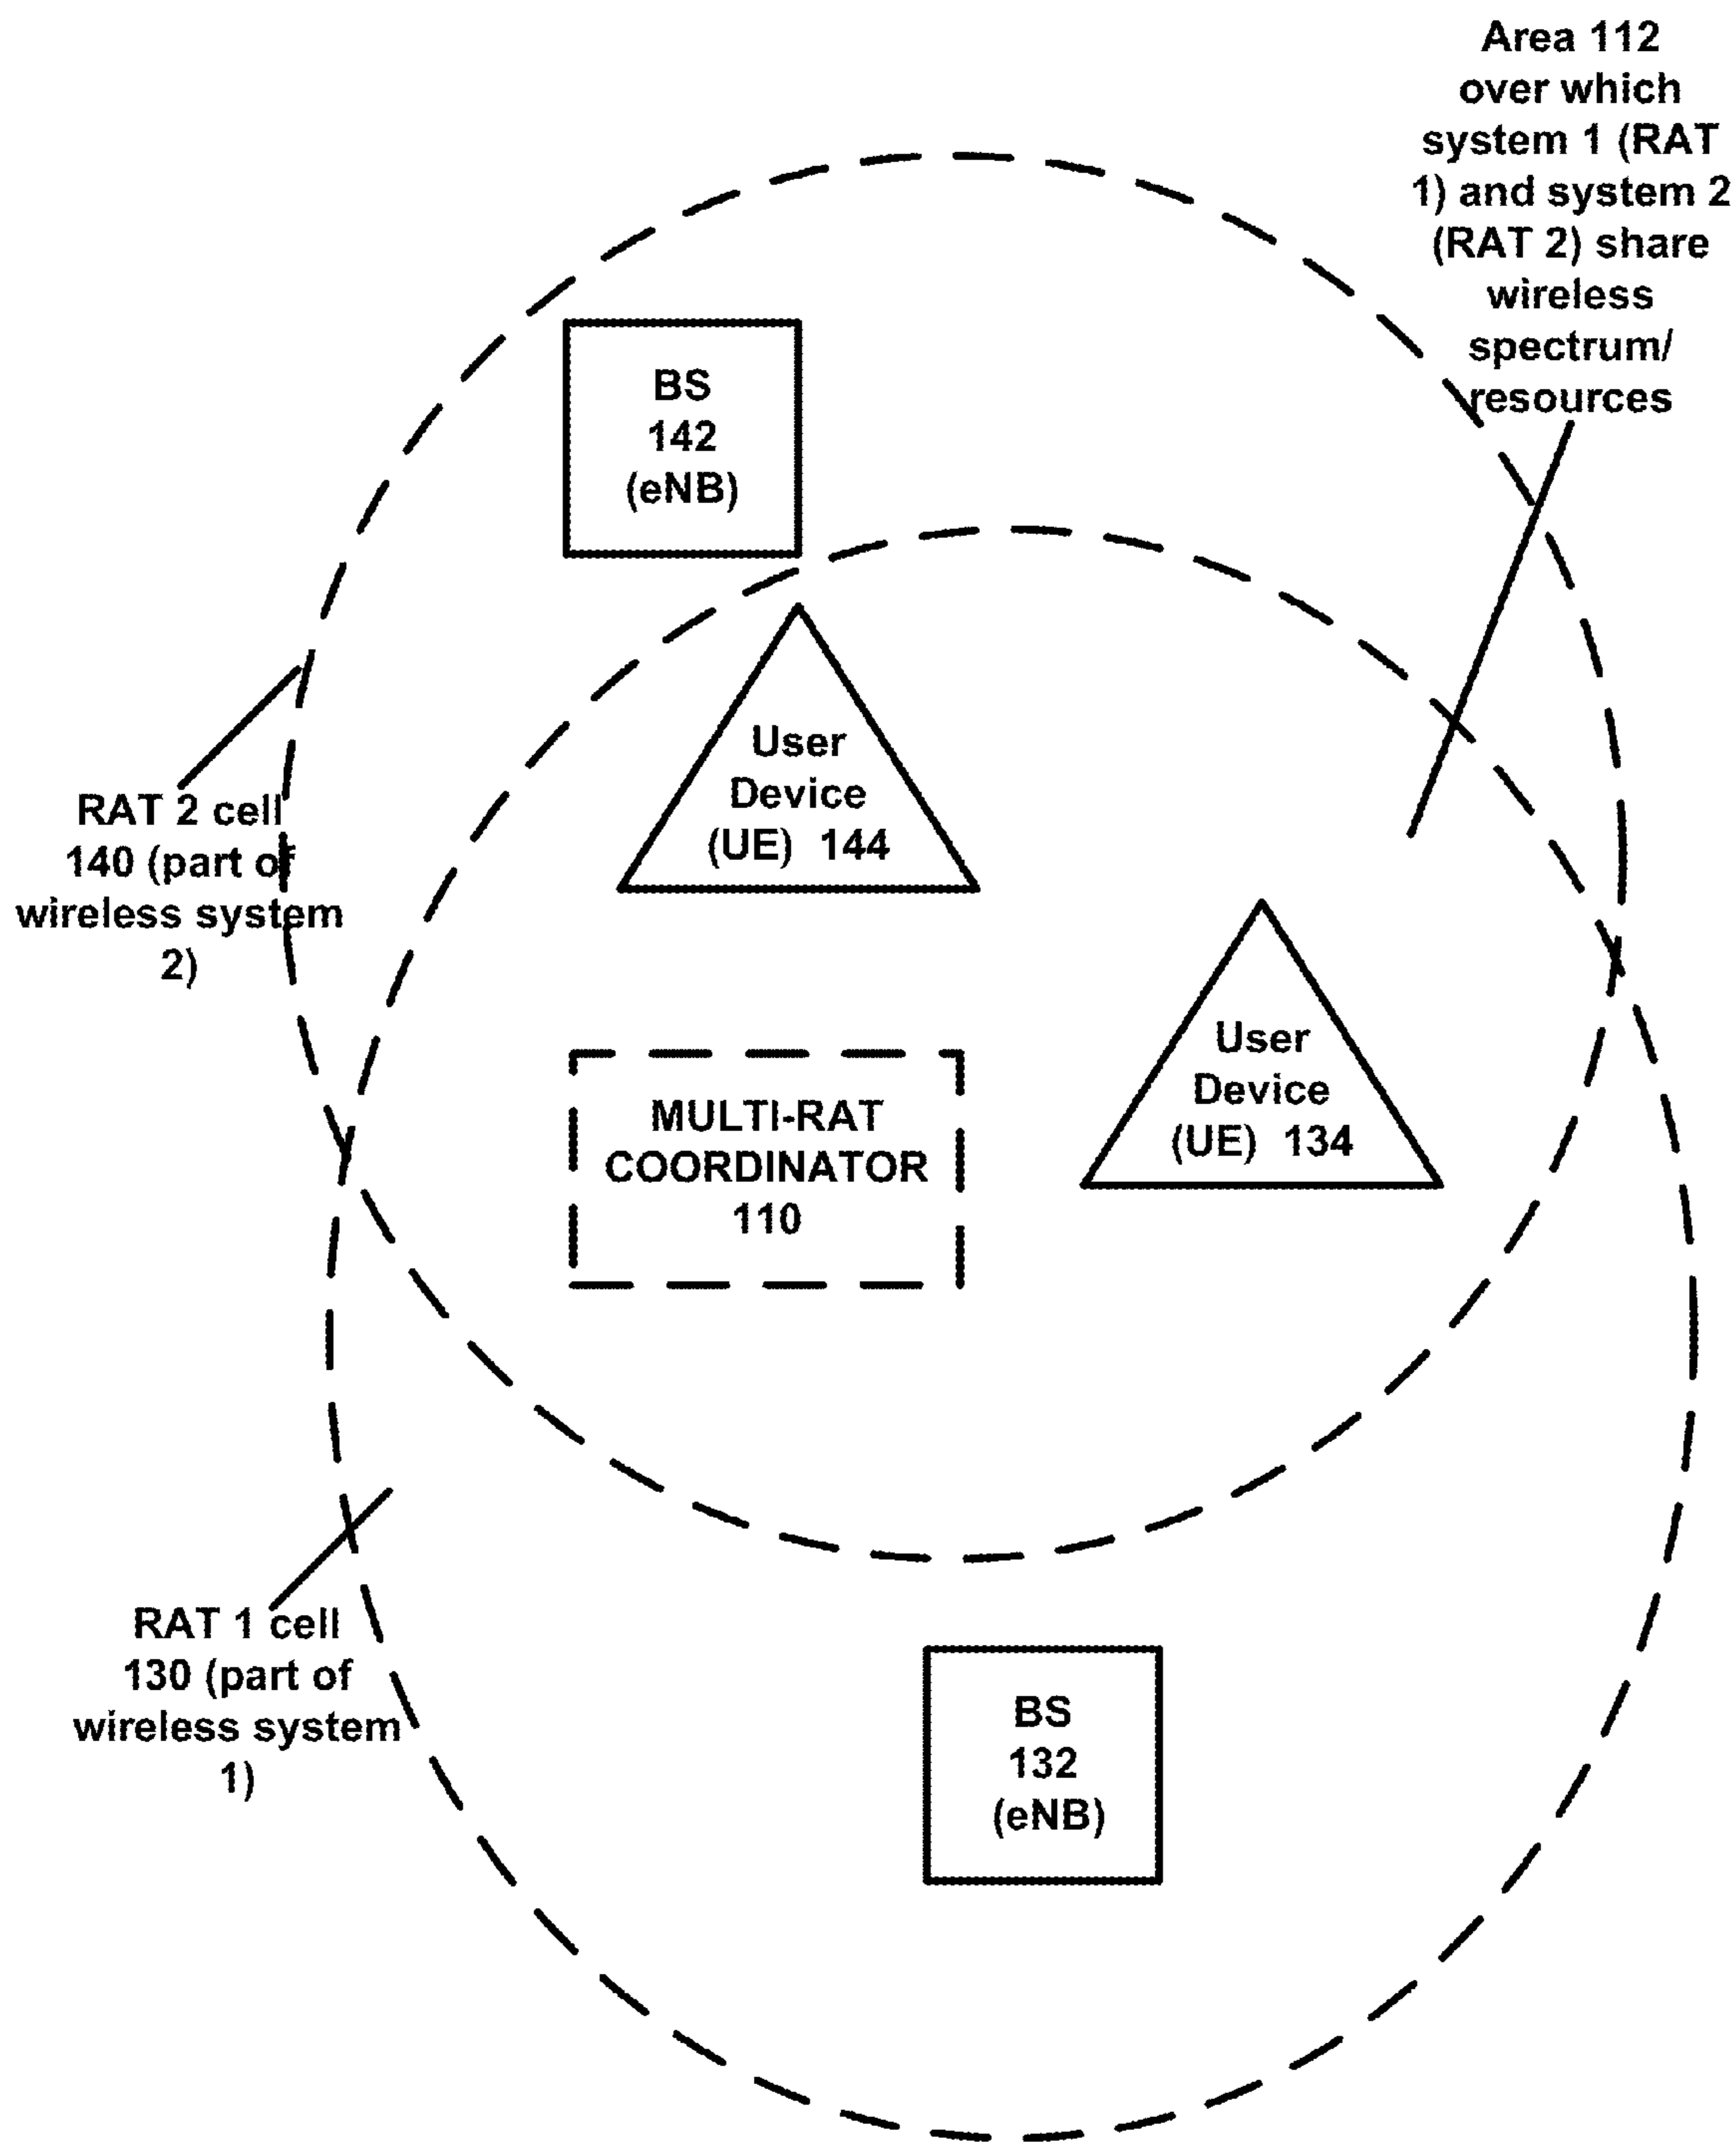 Area 112
over which
system 1 (RAT
1) and system 2
(RAT 2) share
wireless
spectrum/
resources
BS
142
(eNB)
User
Device
(UE) 144
RAT 2 cell
140 (part of
wireless system
2)
User
Device
(UE) 134
MULTI-RAT
COORDINATOR
110
RAT 1 cell
130 (part of
wireless system
1)
BS
132
(eNB)